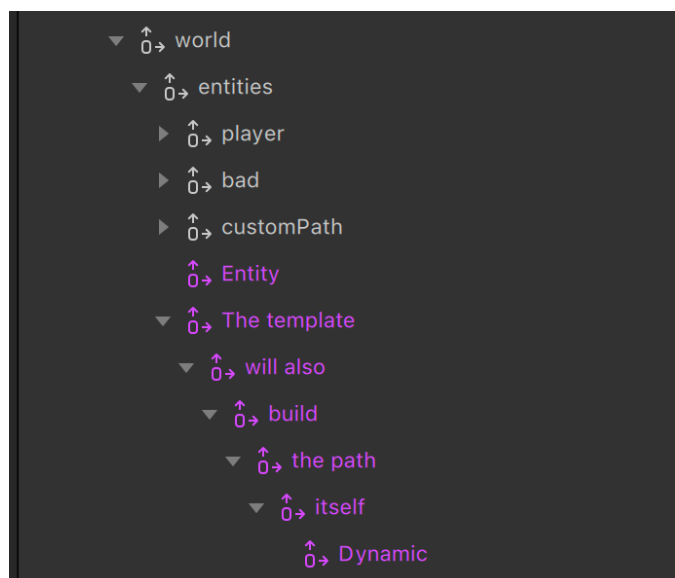 world
entities
player
bad
customPath
Entity
The template
will also
build
the path
itself
Dynamic